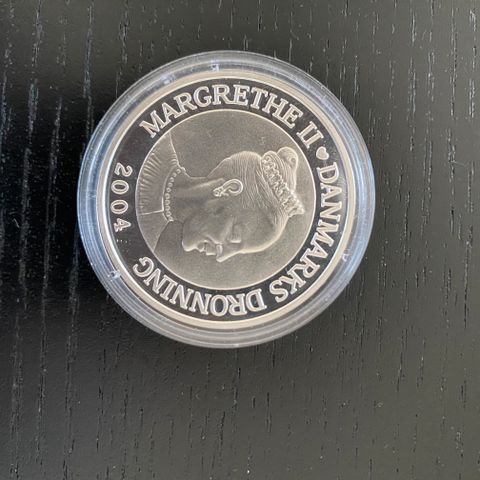 MARGRETHE II ♥ DANMARKS DRONNING
2004